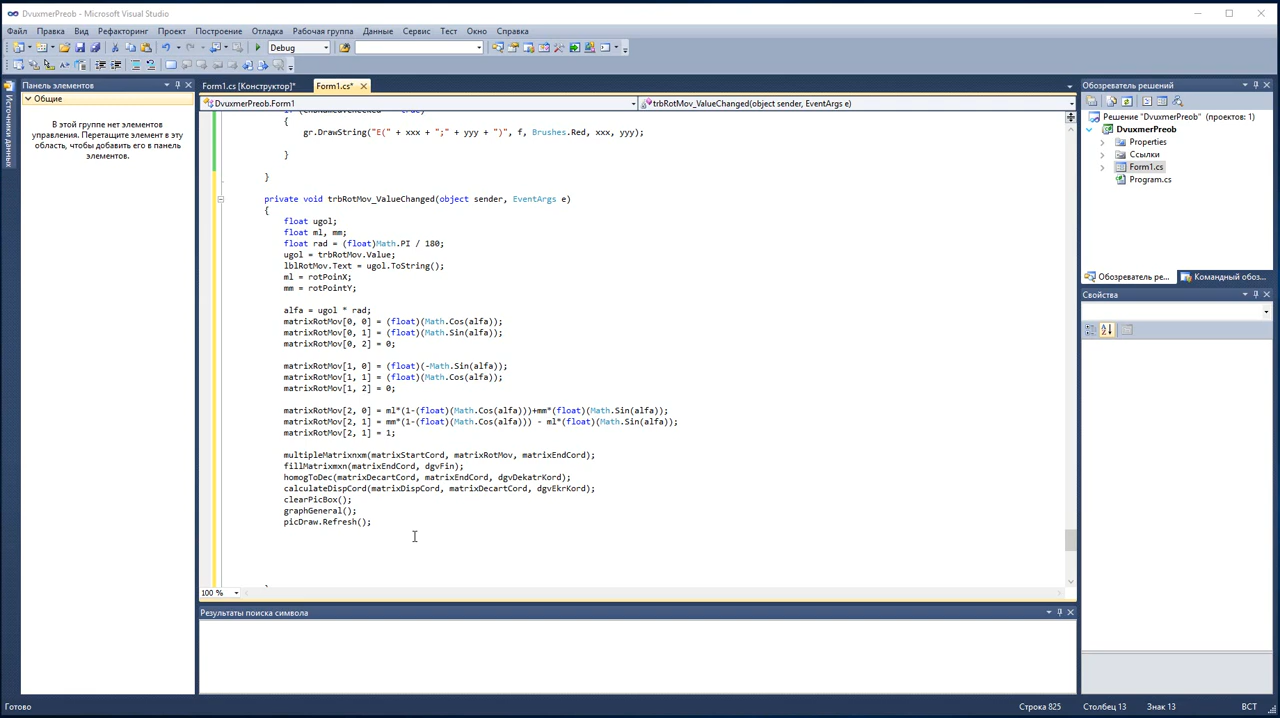 DvuxmerPreob - Microsoft Visual Studio
Файл Правка Вид Рефакторинг Проект Построение Отладка Рабочая группа Данные Сервис Тест Окно Справка
Debug
Источники данных
Панель элементов
Общие
В этой группе нет элементов
управления. Перетащите элемент в эту
область, чтобы добавить его в панель
элементов.
Form1.cs [Конструктор]* Form1.cs*
DvuxmerPreob.Form1 trbRotMov_ValueChanged(object sender, EventArgs e)
{
gr.DrawString("E(" + xxx + ";" + yyy + ")", f, Brushes.Red, xxx, yyy);
}
}
private void trbRotMov_ValueChanged(object sender, EventArgs e)
{
float ugol;
float ml, mm;
float rad = (float)Math.PI / 180;
ugol = trbRotMov.Value;
lblRotMov.Text = ugol.ToString();
ml = rotPoinX;
mm = rotPointY;
alfa = ugol * rad;
matrixRotMov[0, 0] = (float)(Math.Cos(alfa));
matrixRotMov[0, 1] = (float)(Math.Sin(alfa));
matrixRotMov[0, 2] = 0;
matrixRotMov[1, 0] = (float)(-Math.Sin(alfa));
matrixRotMov[1, 1] = (float)(Math.Cos(alfa));
matrixRotMov[1, 2] = 0;
matrixRotMov[2, 0] = ml*(1-(float)(Math.Cos(alfa)))+mm*(float)(Math.Sin(alfa));
matrixRotMov[2, 1] = mm*(1-(float)(Math.Cos(alfa))) - ml*(float)(Math.Sin(alfa));
matrixRotMov[2, 1] = 1;
multipleMatrixnxm(matrixStartCord, matrixRotMov, matrixEndCord);
fillMatrixmxn(matrixEndCord, dgvFin);
homogToDec(matrixDecartCord, matrixEndCord, dgvDekatrKord);
calculateDispCord(matrixDispCord, matrixDecartCord, dgvEkrKord);
clearPicBox();
graphGeneral();
picDraw.Refresh();
100 %
Результаты поиска символа
Обозреватель решений
Решение "DvuxmerPreob" (проектов: 1)
DvuxmerPreob
Properties
Ссылки
Form1.cs
Program.cs
Обозреватель ре... Командный обоз...
Свойства
Готово Строка 825 Столбец 13 Знак 13 ВСТ